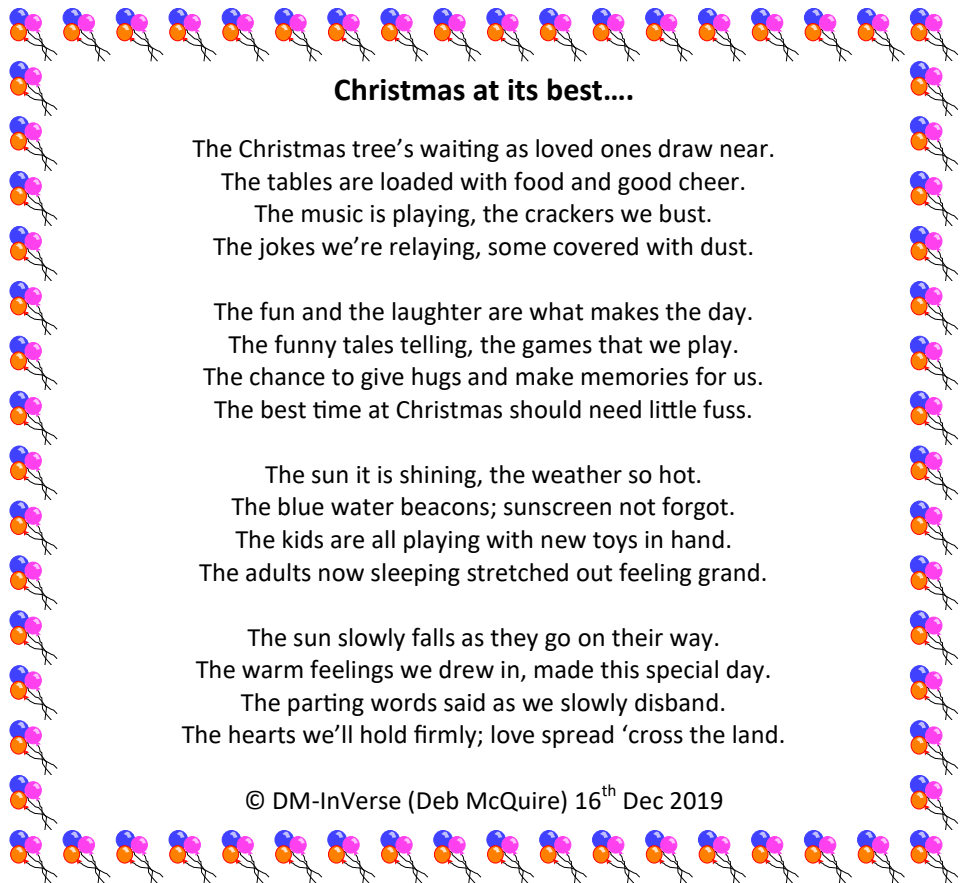 Christmas at its best….
The Christmas tree’s waiting as loved ones draw near.
The tables are loaded with food and good cheer.
The music is playing, the crackers we bust.
The jokes we’re relaying, some covered with dust.
The fun and the laughter are what makes the day.
The funny tales telling, the games that we play.
The chance to give hugs and make memories for us.
The best time at Christmas should need little fuss.
The sun it is shining, the weather so hot.
The blue water beacons; sunscreen not forgot.
The kids are all playing with new toys in hand.
The adults now sleeping stretched out feeling grand.
The sun slowly falls as they go on their way.
The warm feelings we drew in, made this special day.
The parting words said as we slowly disband.
The hearts we’ll hold firmly; love spread ‘cross the land.
© DM-InVerse (Deb McQuire) 16th Dec 2019